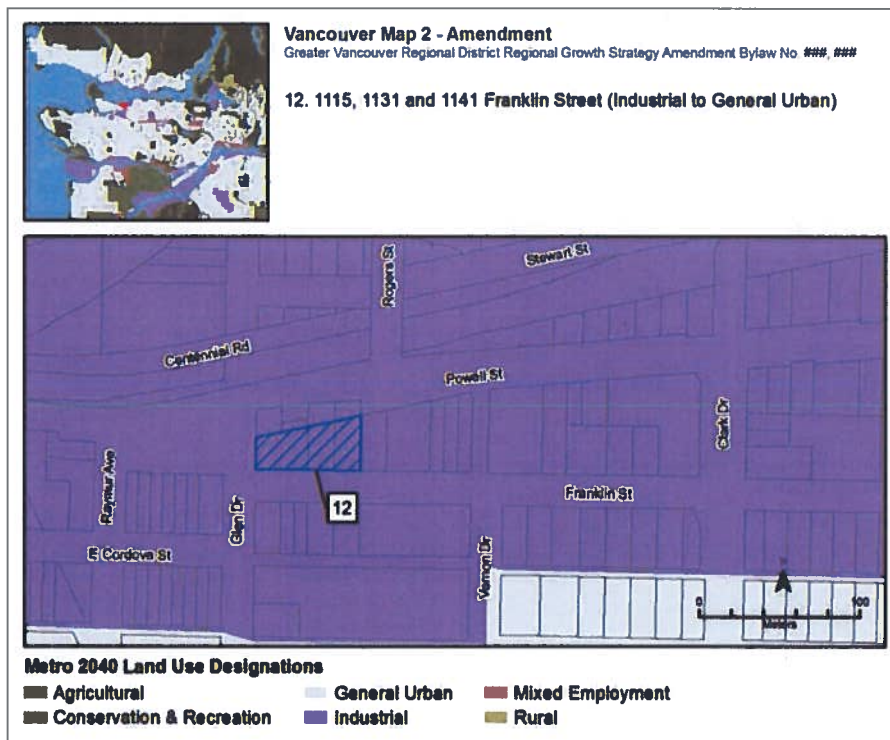 Vancouver Map 2 - Amendment
Greater Vancouver Regional District Regional Growth Strategy Amendment Bylaw No. ###, ###
12. 1115, 1131 and 1141 Franklin Street (Industrial to General Urban)
Rogers St
Stewart St
Centennial Rd
Powell St
Clark Dr
Raymur Ave
Glen Dr
12
Franklin St
E Cordova St
Vernon Dr
0 100
Meters
Metro 2040 Land Use Designations
Agricultural General Urban Mixed Employment
Conservation & Recreation Industrial Rural